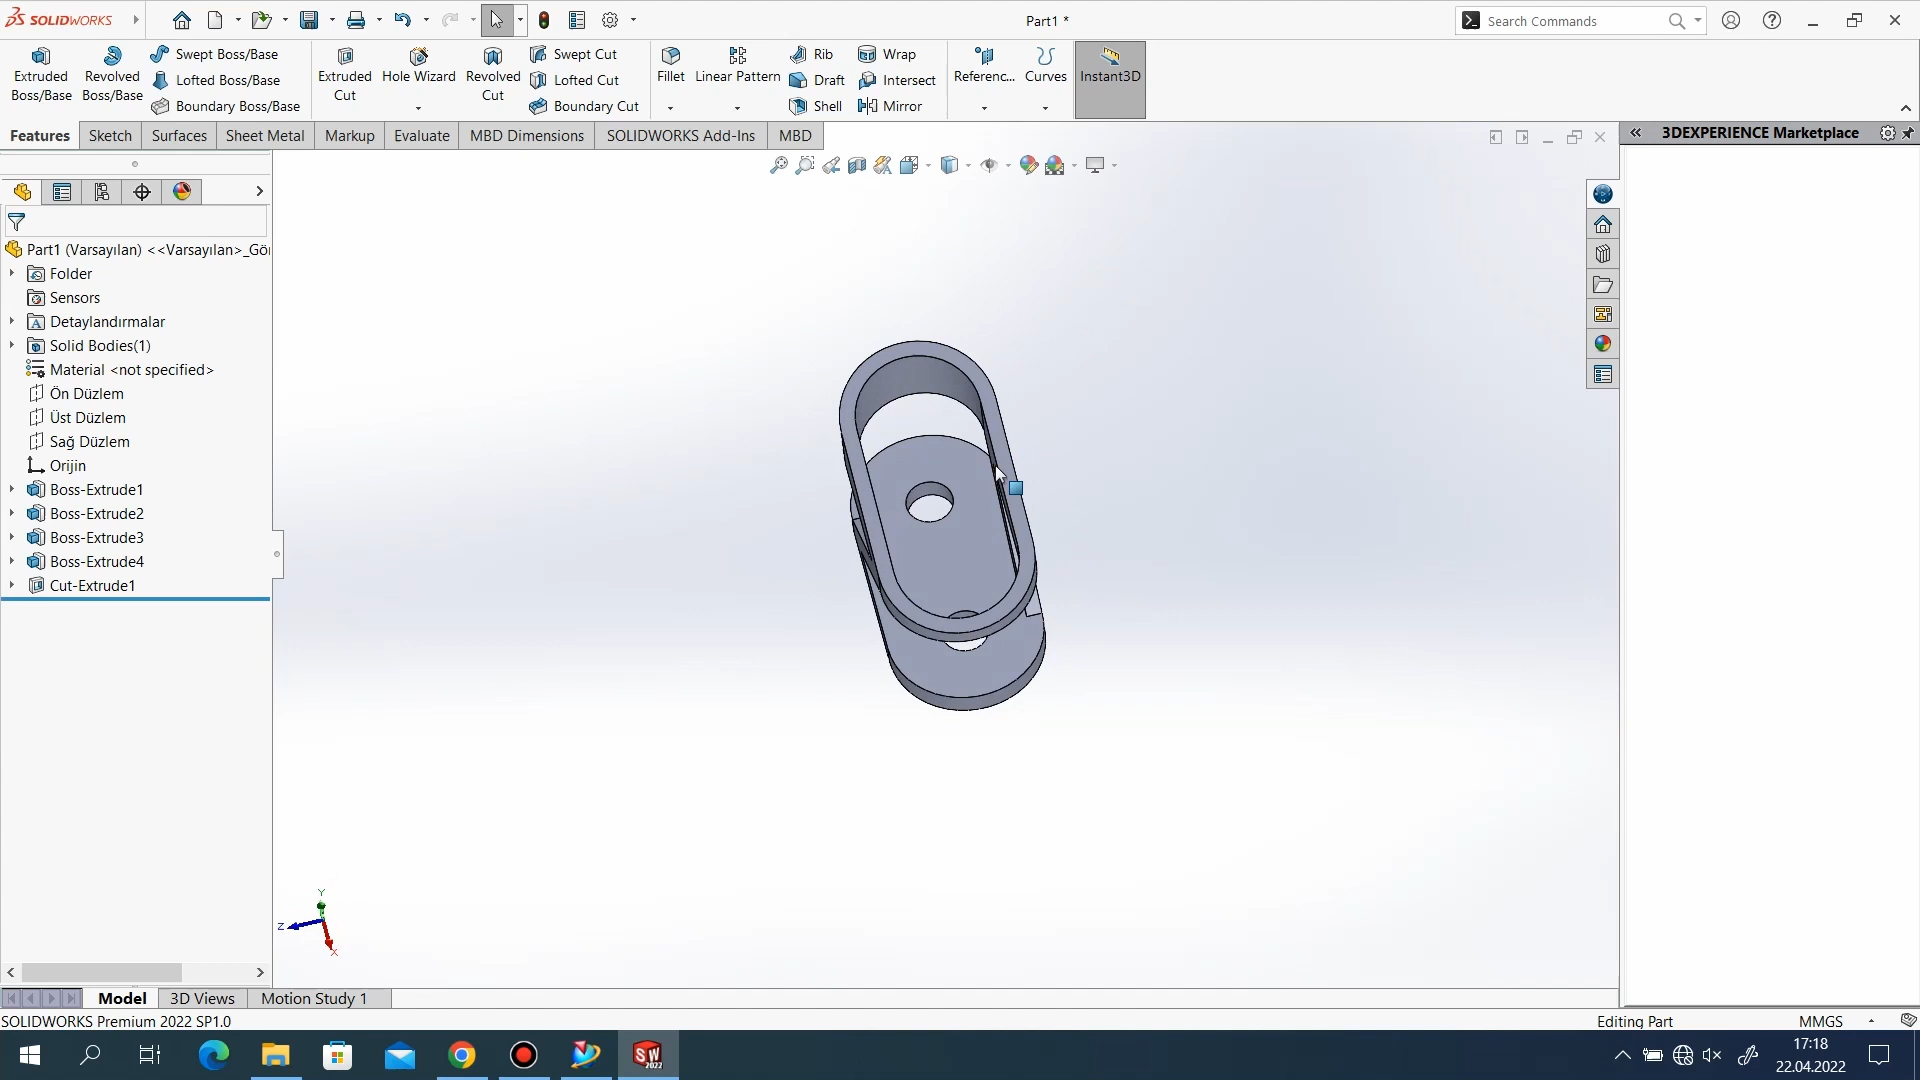 SOLIDWORKS
Part1 *
Search Commands
Extruded Boss/Base
Revolved Boss/Base
Swept Boss/Base
Lofted Boss/Base
Boundary Boss/Base
Extruded Cut
Hole Wizard
Revolved Cut
Swept Cut
Lofted Cut
Boundary Cut
Fillet
Linear Pattern
Rib
Draft
Shell
Wrap
Intersect
Mirror
Referenc...
Curves
Instant3D
Features
Sketch
Surfaces
Sheet Metal
Markup
Evaluate
MBD Dimensions
SOLIDWORKS Add-Ins
MBD
3DEXPERIENCE Marketplace
Part1 (Varsayılan) <<Varsayılan>_Gör
Folder
Sensors
Detaylandırmalar
Solid Bodies(1)
Material <not specified>
Ön Düzlem
Üst Düzlem
Sağ Düzlem
Orijin
Boss-Extrude1
Boss-Extrude2
Boss-Extrude3
Boss-Extrude4
Cut-Extrude1
Y
Z
X
Model
3D Views
Motion Study 1
SOLIDWORKS Premium 2022 SP1.0
Editing Part
MMGS
SW
2022
17:18
22.04.2022